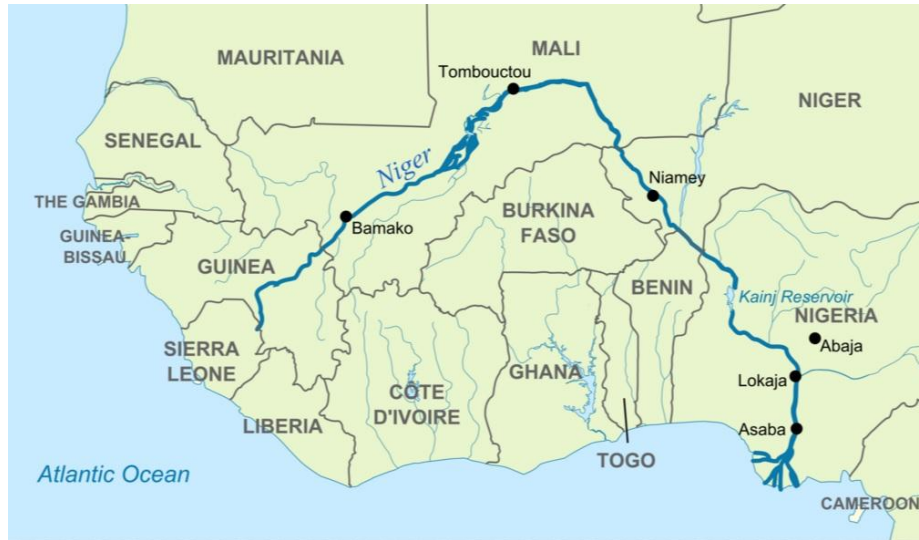 MALI
MAURITANIA
Tombouctou
NIGER
SENEGAL
Niger
Niamey
THE GAMBIA
Bamako
BURKINA
FASO
GUINEA-
BISSAU
GUINEA
BENIN
Kainj Reservoir
NIGERIA
Abaja
SIERRA
LEONE
GHANA
Lokaja
CÔTE
D'IVOIRE
LIBERIA
Asaba
TOGO
Atlantic Ocean
CAMEROON